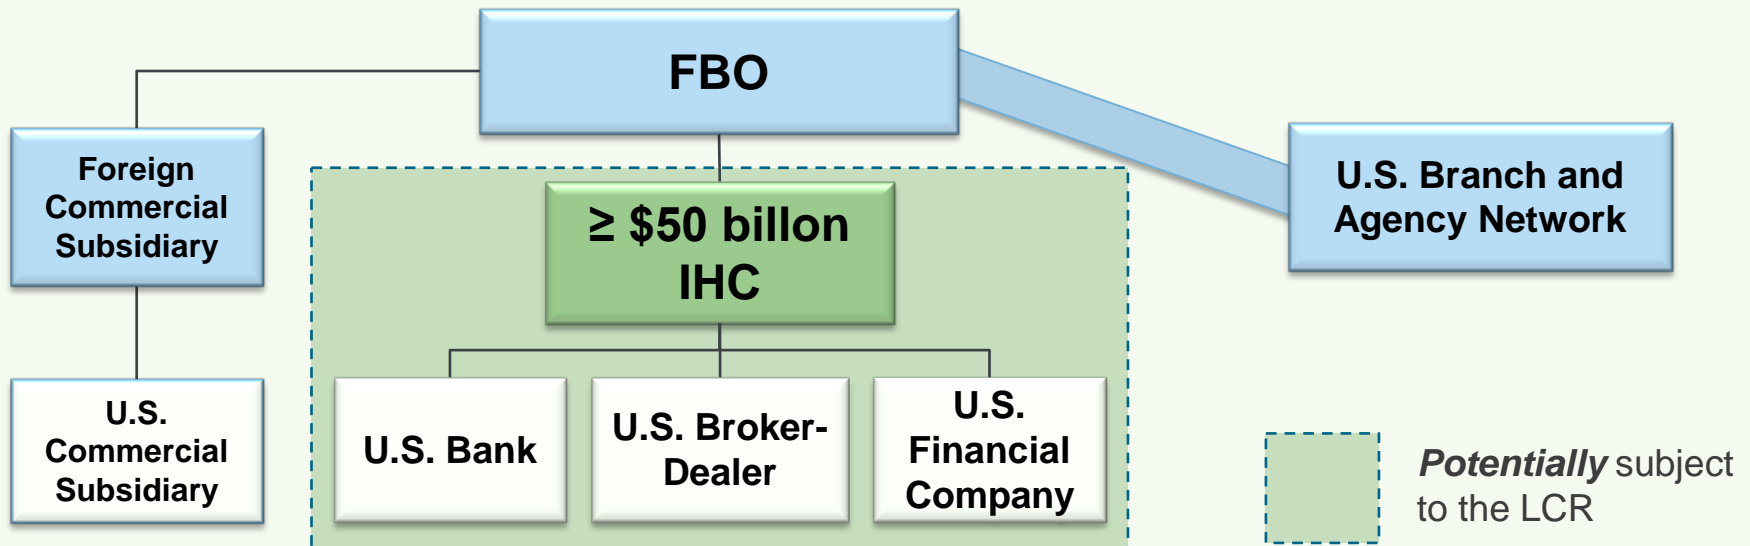 FBO
Foreign
Commercial
Subsidiary
≥ $50 billon
IHC
U.S. Branch and
Agency Network
U.S.
Commercial
Subsidiary
U.S. Bank
U.S. Broker-
Dealer
U.S.
Financial
Company
Potentially subject
to the LCR